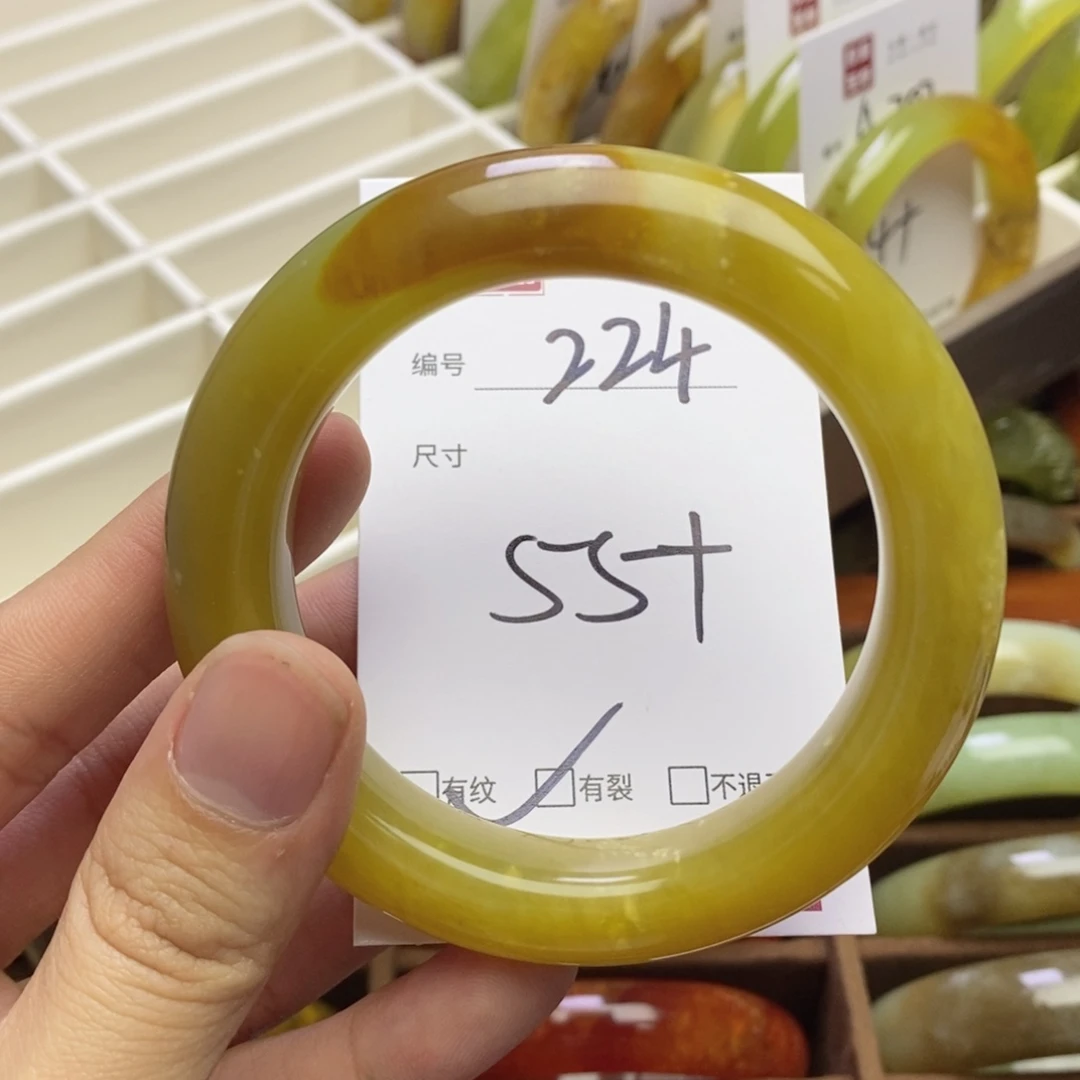 编号 224
尺寸
55+
有纹 有裂 不退